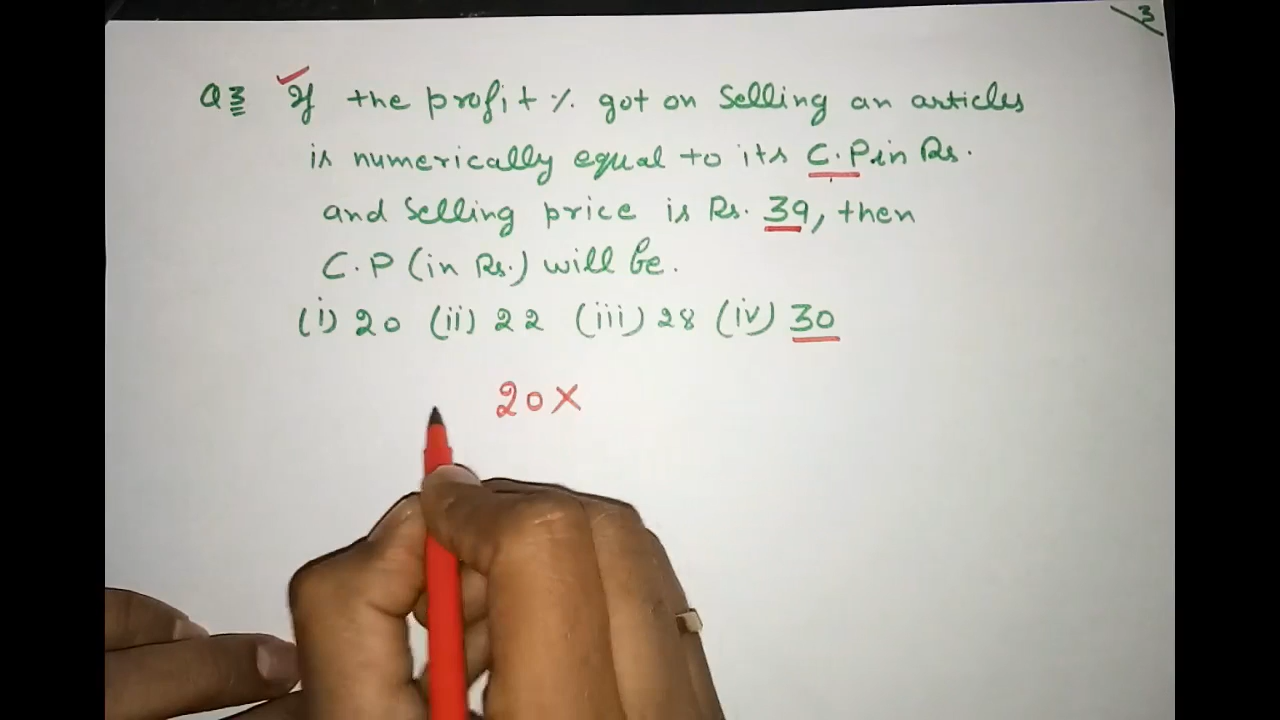 3
Q3 If the profit % got on selling an articles
is numerically equal to its C.P in Rs.
and selling price is Rs. 39, then
C.P (in Rs.) will be.
(i) 20 (ii) 22 (iii) 28 (iv) 30
20 X